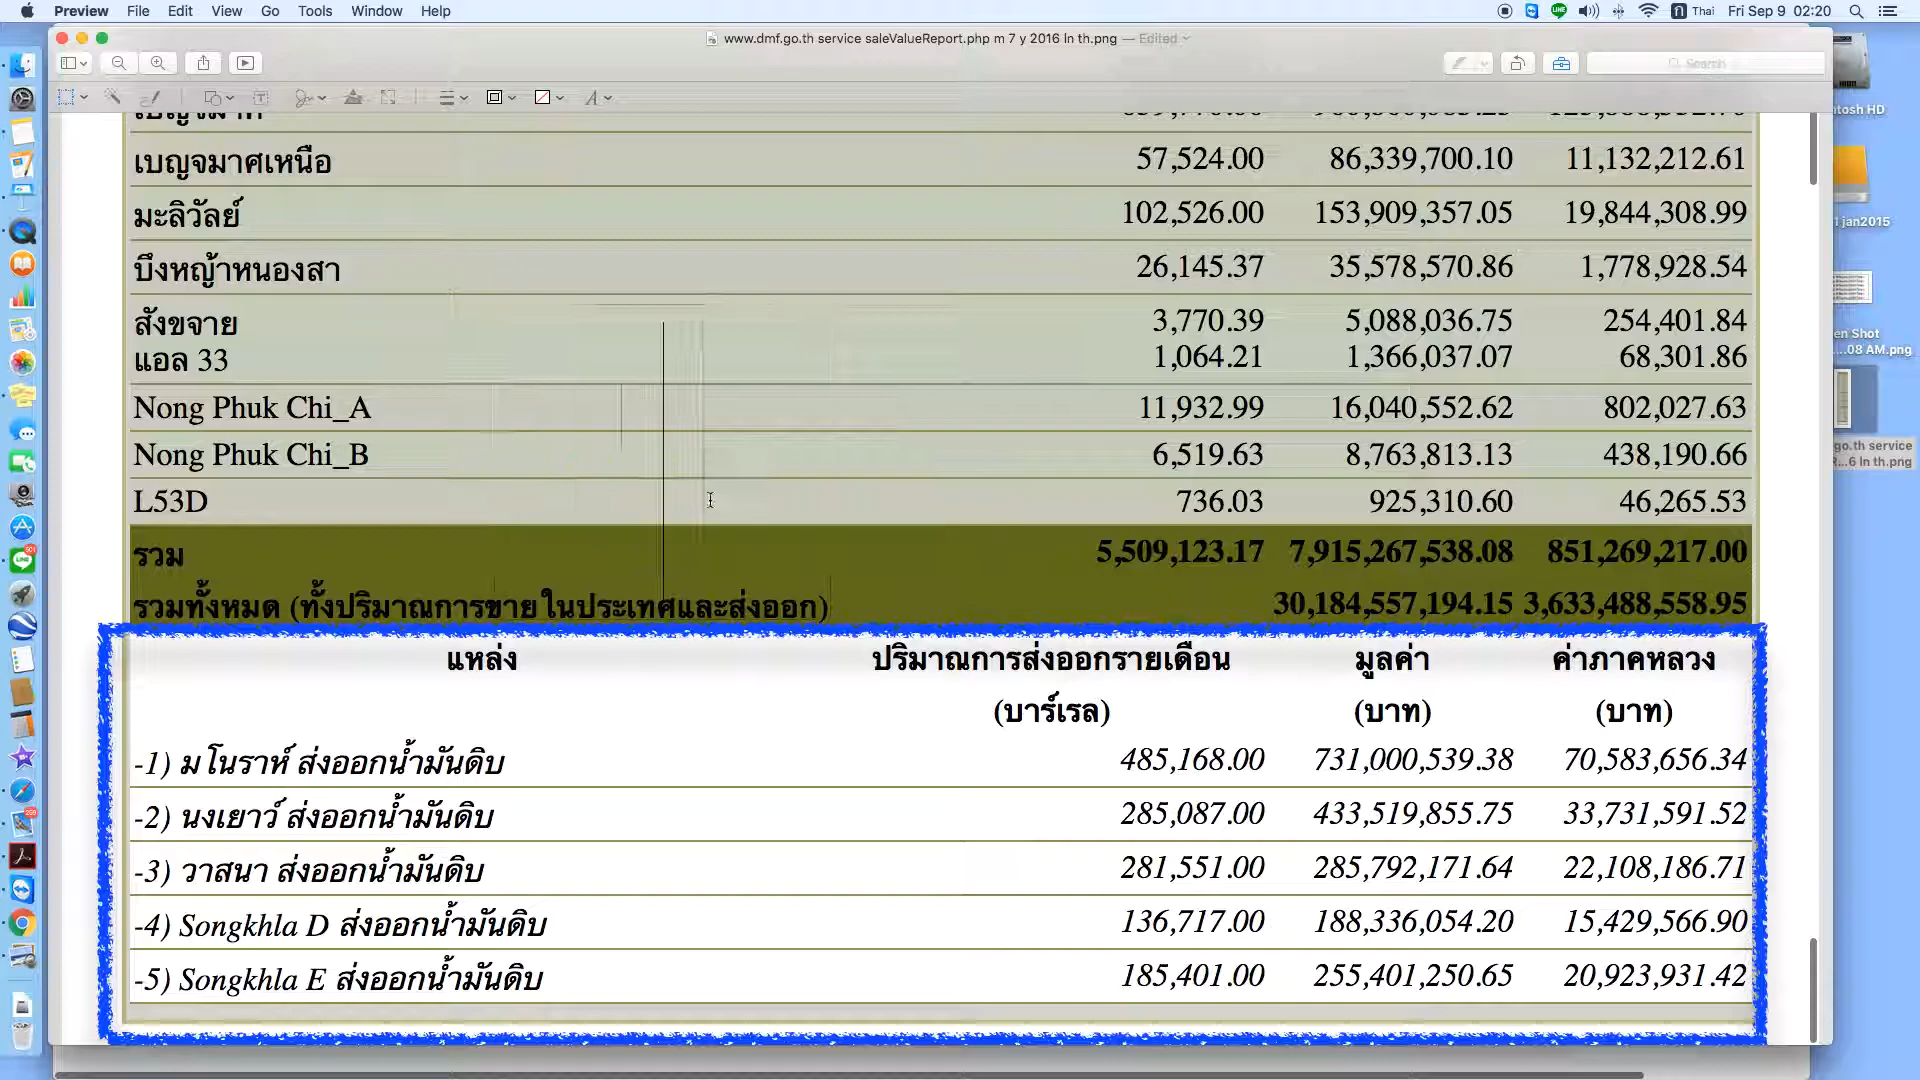 Preview File Edit View Go Tools Window Help
Thai Fri Sep 9 02:20
www.dmf.go.th service saleValueReport.php m 7 y 2016 ln th.png — Edited
Search
เบญจมาศเหนือ 57,524.00 86,339,700.10 11,132,212.61
มะลิวัลย์ 102,526.00 153,909,357.05 19,844,308.99
บึงหญ้าหนองสา 26,145.37 35,578,570.86 1,778,928.54
สังขจาย 3,770.39 5,088,036.75 254,401.84
แอล 33 1,064.21 1,366,037.07 68,301.86
Nong Phuk Chi_A 11,932.99 16,040,552.62 802,027.63
Nong Phuk Chi_B 6,519.63 8,763,813.13 438,190.66
L53D 736.03 925,310.60 46,265.53
รวม 5,509,123.17 7,915,267,538.08 851,269,217.00
รวมทั้งหมด (ทั้งปริมาณการขายในประเทศและส่งออก) 30,184,557,194.15 3,633,488,558.95
แหล่ง ปริมาณการส่งออกรายเดือน มูลค่า ค่าภาคหลวง
(บาร์เรล) (บาท) (บาท)
-1) มโนราห์ ส่งออกน้ำมันดิบ 485,168.00 731,000,539.38 70,583,656.34
-2) นงเยาว์ ส่งออกน้ำมันดิบ 285,087.00 433,519,855.75 33,731,591.52
-3) วาสนา ส่งออกน้ำมันดิบ 281,551.00 285,792,171.64 22,108,186.71
-4) Songkhla D ส่งออกน้ำมันดิบ 136,717.00 188,336,054.20 15,429,566.90
-5) Songkhla E ส่งออกน้ำมันดิบ 185,401.00 255,401,250.65 20,923,931.42
ntosh HD
1 jan2015
en Shot
....08 AM.png
go.th service
R...6 ln th.png